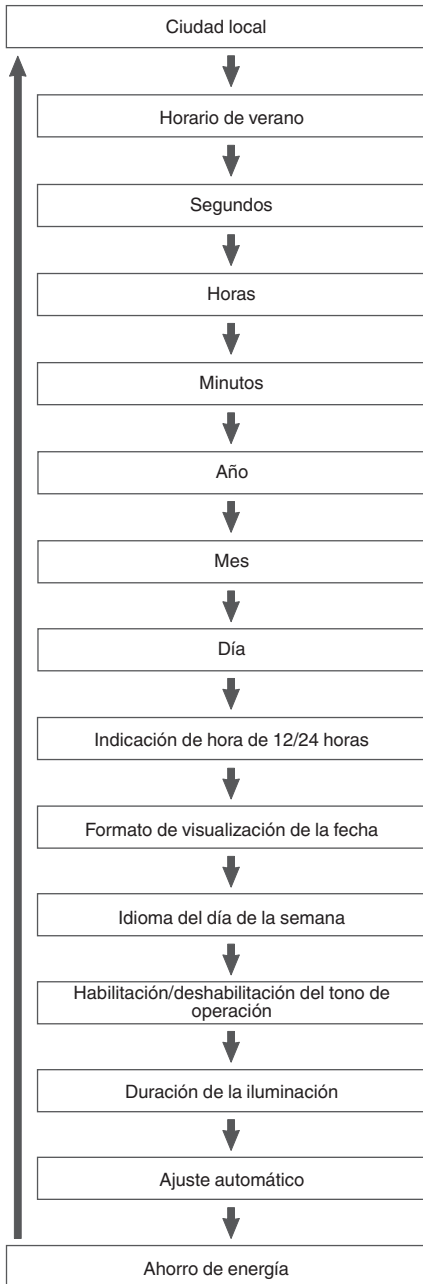 Ciudad local
Horario de verano
Segundos
Horas
Minutos
Año
Mes
Día
Indicación de hora de 12/24 horas
Formato de visualización de la fecha
Idioma del día de la semana
Habilitación/deshabilitación del tono de
operación
Duración de la iluminación
Ajuste automático
Ahorro de energía